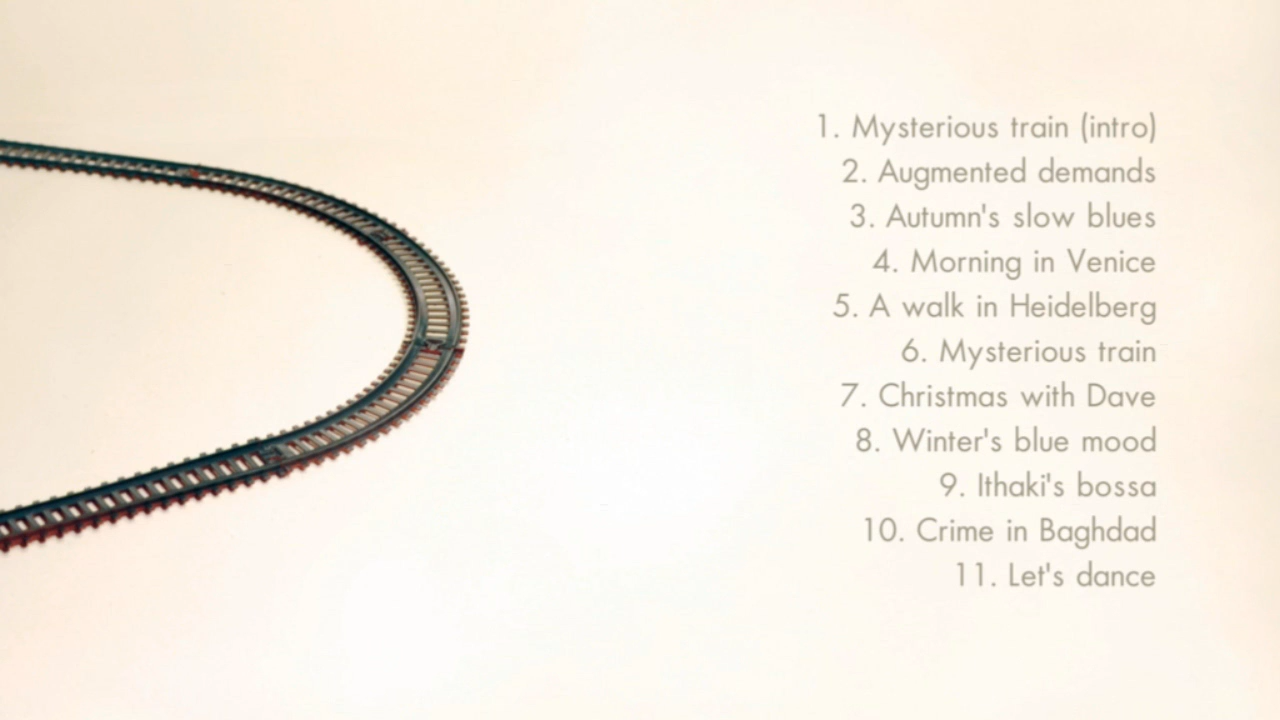 1. Mysterious train (intro)
2. Augmented demands
3. Autumn's slow blues
4. Morning in Venice
5. A walk in Heidelberg
6. Mysterious train
7. Christmas with Dave
8. Winter's blue mood
9. Ithaki's bossa
10. Crime in Baghdad
11. Let's dance